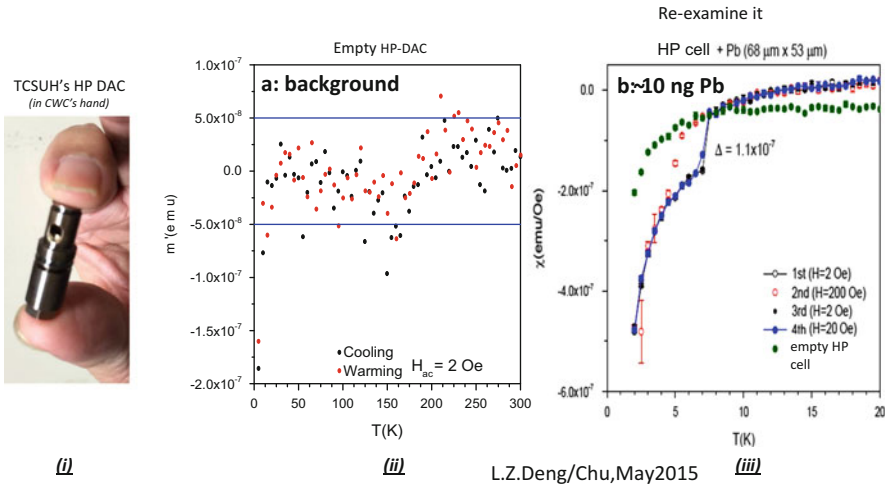 Re-examine it
Empty HP-DAC
HP cell + Pb (68 μm x 53 μm)
TCSUH's HP DAC
(in CWC's hand)
1.0x10⁻⁷
5.0x10⁻⁸
0.0
-5.0x10⁻⁸
-1.0x10⁻⁷
-1.5x10⁻⁷
-2.0x10⁻⁷
m '(e m u)
a: background
Cooling
Warming
H_ac = 2 Oe
0 50 100 150 200 250 300
T(K)
0.0
-2.0x10⁻⁷
-4.0x10⁻⁷
-6.0x10⁻⁷
χ(emu/Oe)
b:~10 ng Pb
Δ = 1.1x10⁻⁷
1st (H=2 Oe)
2nd (H=200 Oe)
3rd (H=2 Oe)
4th (H=20 Oe)
empty HP
cell
0 5 10 15 20
T(K)
(i)
(ii)
(iii)
L.Z.Deng/Chu,May2015